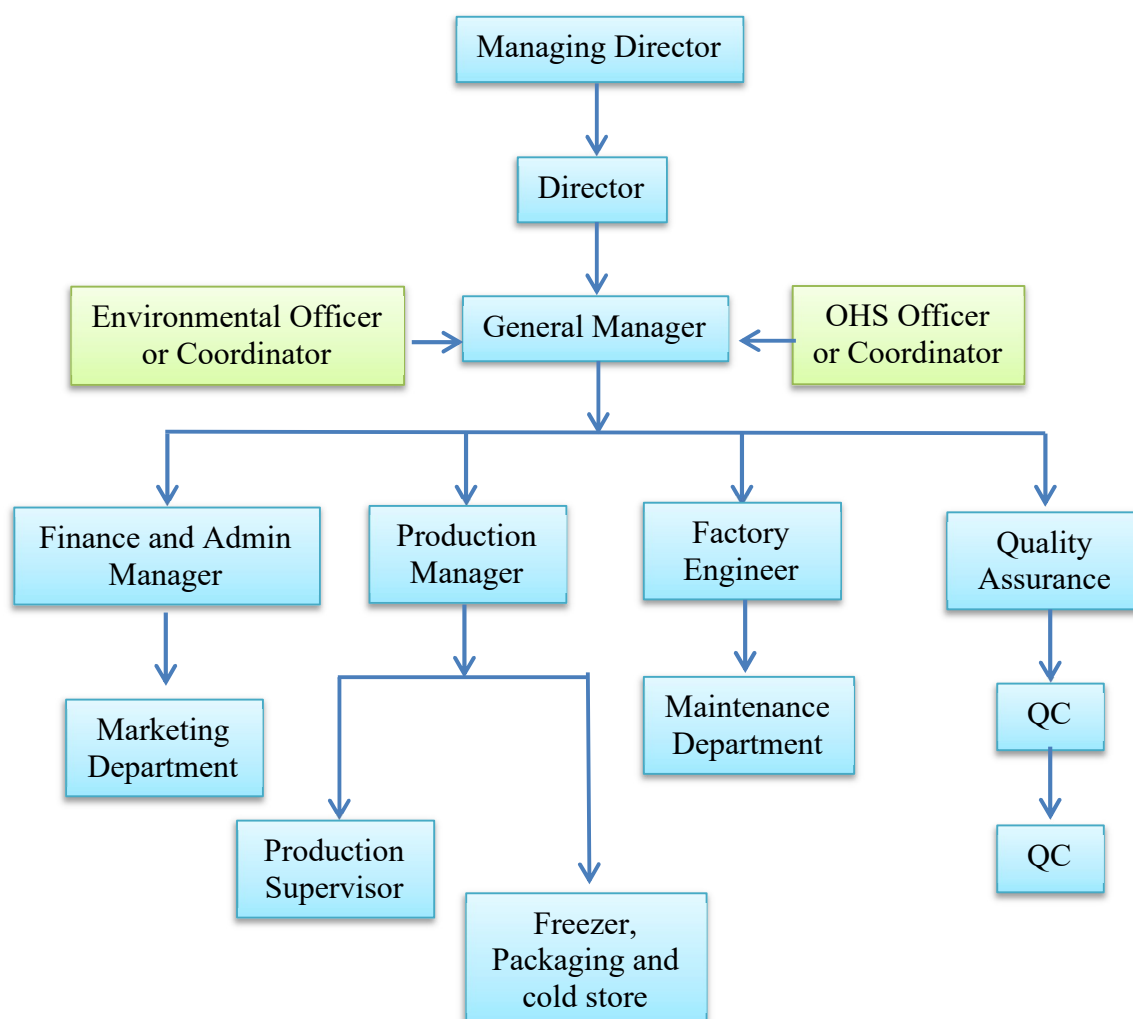 Managing Director
Director
Environmental Officer
or Coordinator
General Manager
OHS Officer
or Coordinator
Finance and Admin
Manager
Production
Manager
Factory
Engineer
Quality
Assurance
Marketing
Department
Maintenance
Department
QC
Production
Supervisor
QC
Freezer,
Packaging and
cold store